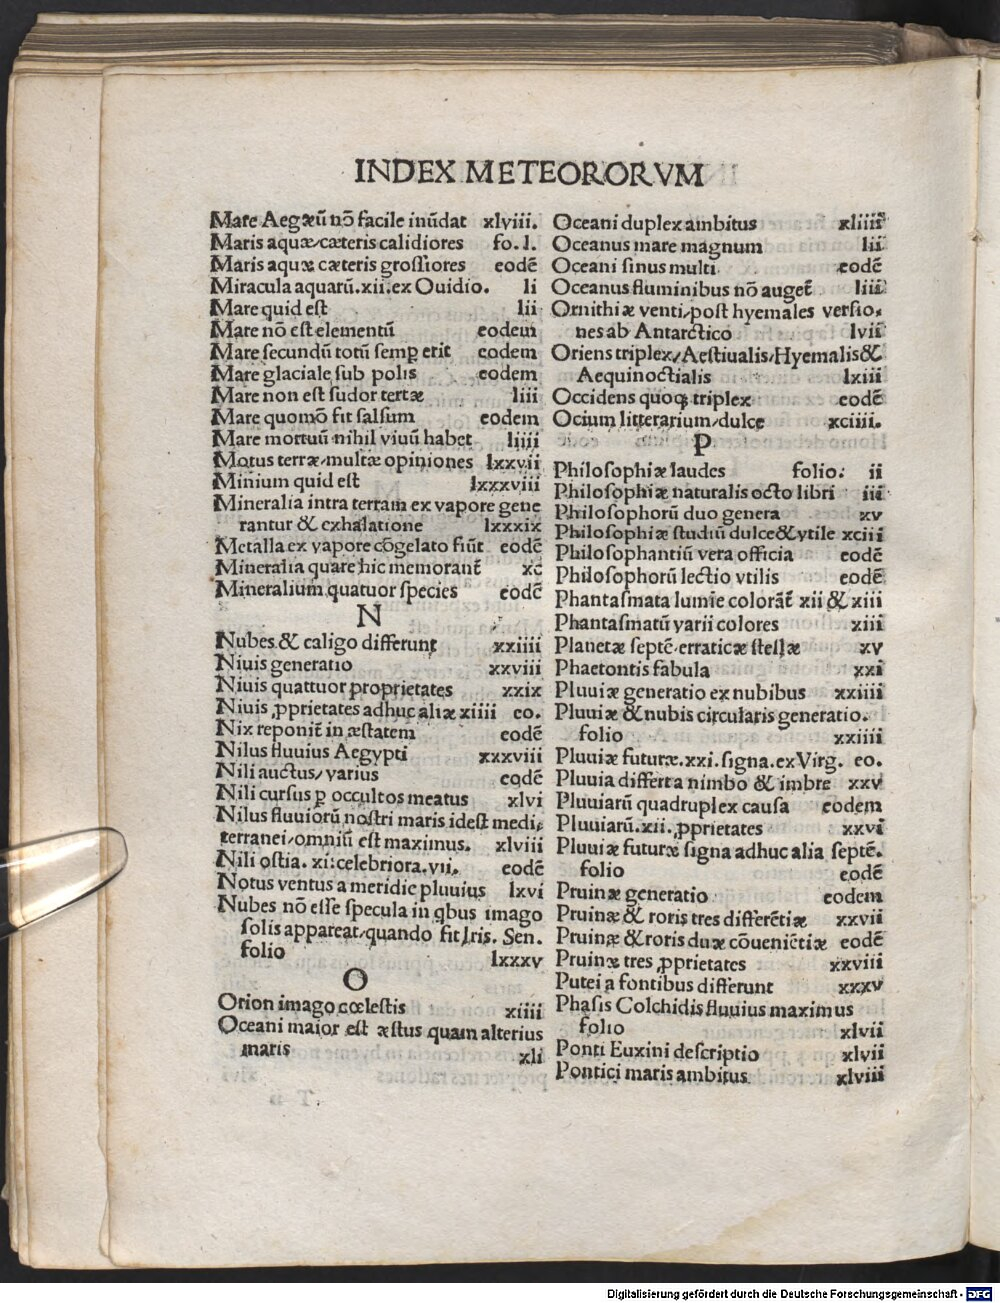 INDEX METEORORVM
Mare Aegæū nō facile inūdat xlviii.
Maris aquæ/cæteris calidiores fo. l.
Maris aquæ cæteris grossiores eodē
Miracula aquarū.xii.ex Ouidio. li
Mare quid est lii
Mare nō est elementū eodem
Mare secundū totū semꝑ erit eodem
Mare glaciale sub polis eodem
Mare non est sudor terræ liii
Mare quomō fit salsum eodem
Mare mortuū nihil viuū habet liiii
Motus terræ/multæ opiniones lxxvii
Minium quid est lxxxviii
Mineralia intra terram ex vapore gene
rantur & exhalatione lxxxix
Metalla ex vapore cōgelato fiūt eodē
Mineralia quare hic memorant̄ xc
Mineralium quatuor species eodē
N
Nubes & caligo differunt xxiiii
Niuis generatio xxviii
Niuis quattuor proprietates xxix
Niuis ꝓprietates adhuc aliæ xiiii eo.
Nix reponit̄ in æstatem eodē
Nilus fluuius Aegypti xxxviii
Nili auctus/varius eodē
Nili cursus ꝑ occultos meatus xlvi
Nilus fluuiorū nostri maris idest medi/
terranei/omniū est maximus. xlviii
Nili ostia. xi:celebriora.vii. eodē
Notus ventus a meridie pluuius lxvi
Nubes nō esse specula in qbus imago
solis appareat/quando fit Iris. Sen.
folio lxxxv
O
Orion imago cœlestis xiiii
Oceani maior est æstus quam alterius
maris xli
Oceani duplex ambitus xliiii
Oceanus mare magnum lii
Oceani sinus multi eodē
Oceanus fluminibus nō auget̄ liii
Ornithiæ venti/post hyemales versio/
nes ab Antarctico lvii
Oriens triplex/Aestiualis/Hyemalis &
Aequinoctialis lxiii
Occidens quoqꝫ triplex eodē
Ocium litterarium/dulce xciiii.
P
Philosophiæ laudes folio. ii
Philosophiæ naturalis octo libri iii
Philosophorū duo genera xv
Philosophiæ studiū dulce & vtile xciii
Philosophantiū vera officia eodē
Philosophorū lectio vtilis eodē
Phantasmata lumīe colorāt̄ xii & xiii
Phantasmatū varii colores xiii
Planetæ septē erraticæ stellæ xv
Phaetontis fabula xxi
Pluuiæ generatio ex nubibus xxiiii
Pluuiæ & nubis circularis generatio.
folio xxiiii
Pluuiæ futuræ.xxi.signa.ex Virg. eo.
Pluuia differt a nimbo & imbre xxv
Pluuiarū quadruplex causa eodem
Pluuiarū.xii. ꝓprietates xxvi
Pluuiæ futuræ signa adhuc alia septē.
folio eodē
Pruinæ generatio eodem
Pruinæ & roris tres differētiæ xxvii
Pruinæ & roris duæ cōueniētiæ eodē
Pruinæ tres ꝓprietates xxviii
Putei a fontibus differunt xxxv
Phasis Colchidis fluuius maximus
folio xlvii
Ponti Euxini descriptio xlvii
Pontici maris ambitus xlviii
Digitalisierung gefördert durch die Deutsche Forschungsgemeinschaft - DFG